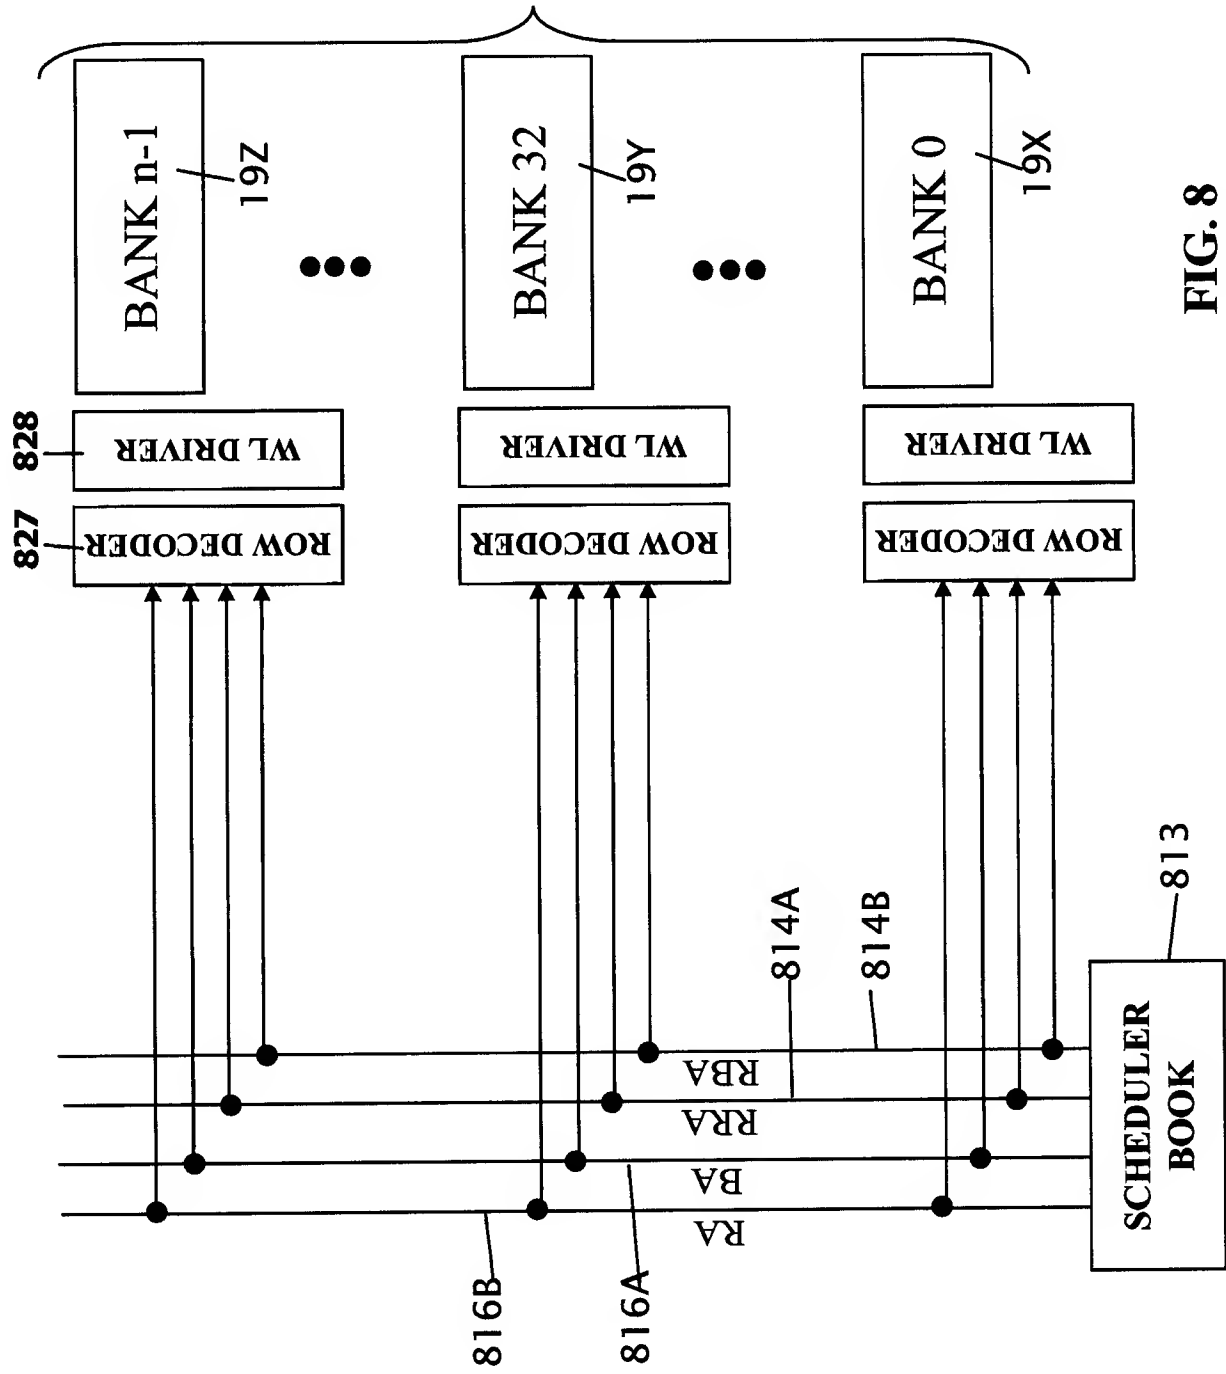 BANK n-1
19Z
BANK 32
19Y
BANK 0
19X
828
WL DRIVER
WL DRIVER
WL DRIVER
827
ROW DECODER
ROW DECODER
ROW DECODER
814A
814B
813
RBA
RRA
BA
RA
816B
816A
SCHEDULER
BOOK
FIG. 8